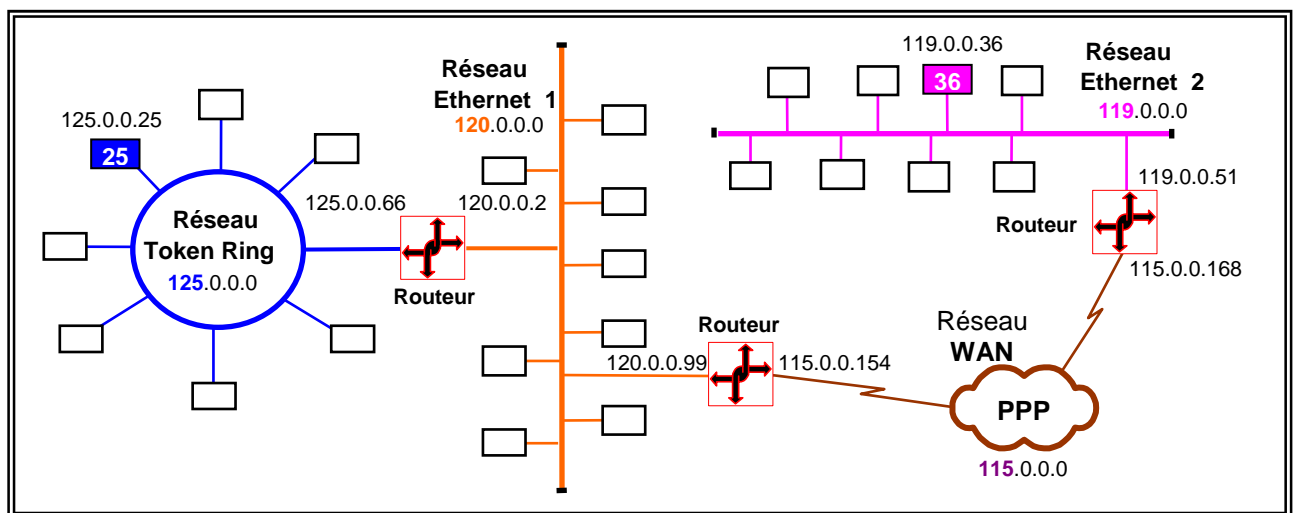 125.0.0.25
25
Réseau
Token Ring
125.0.0.0
125.0.0.66
Routeur
120.0.0.2
Réseau
Ethernet 1
120.0.0.0
120.0.0.99
Routeur
115.0.0.154
Réseau
WAN
PPP
115.0.0.0
119.0.0.36
36
Réseau
Ethernet 2
119.0.0.0
119.0.0.51
Routeur
115.0.0.168